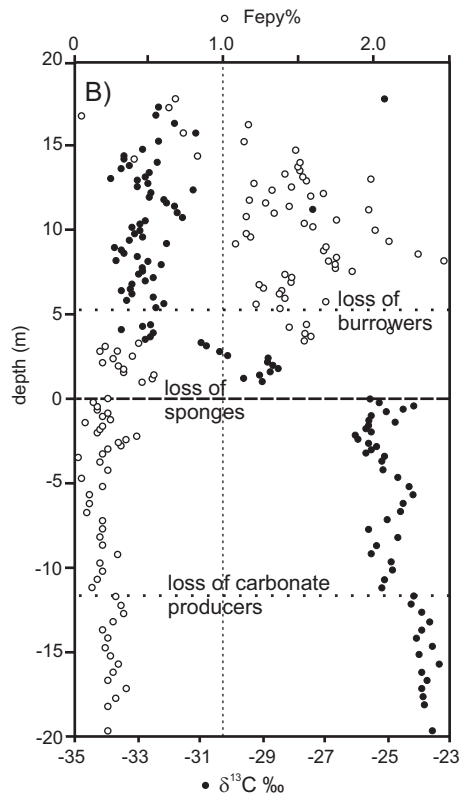 ○ Fepy%
0 1.0 2.0
B)
20
15
10
5
0
-5
-10
-15
-20
depth (m)
loss of
burrowers
loss of
sponges
loss of carbonate
producers
-35 -33 -31 -29 -27 -25 -23
● δ¹³C ‰